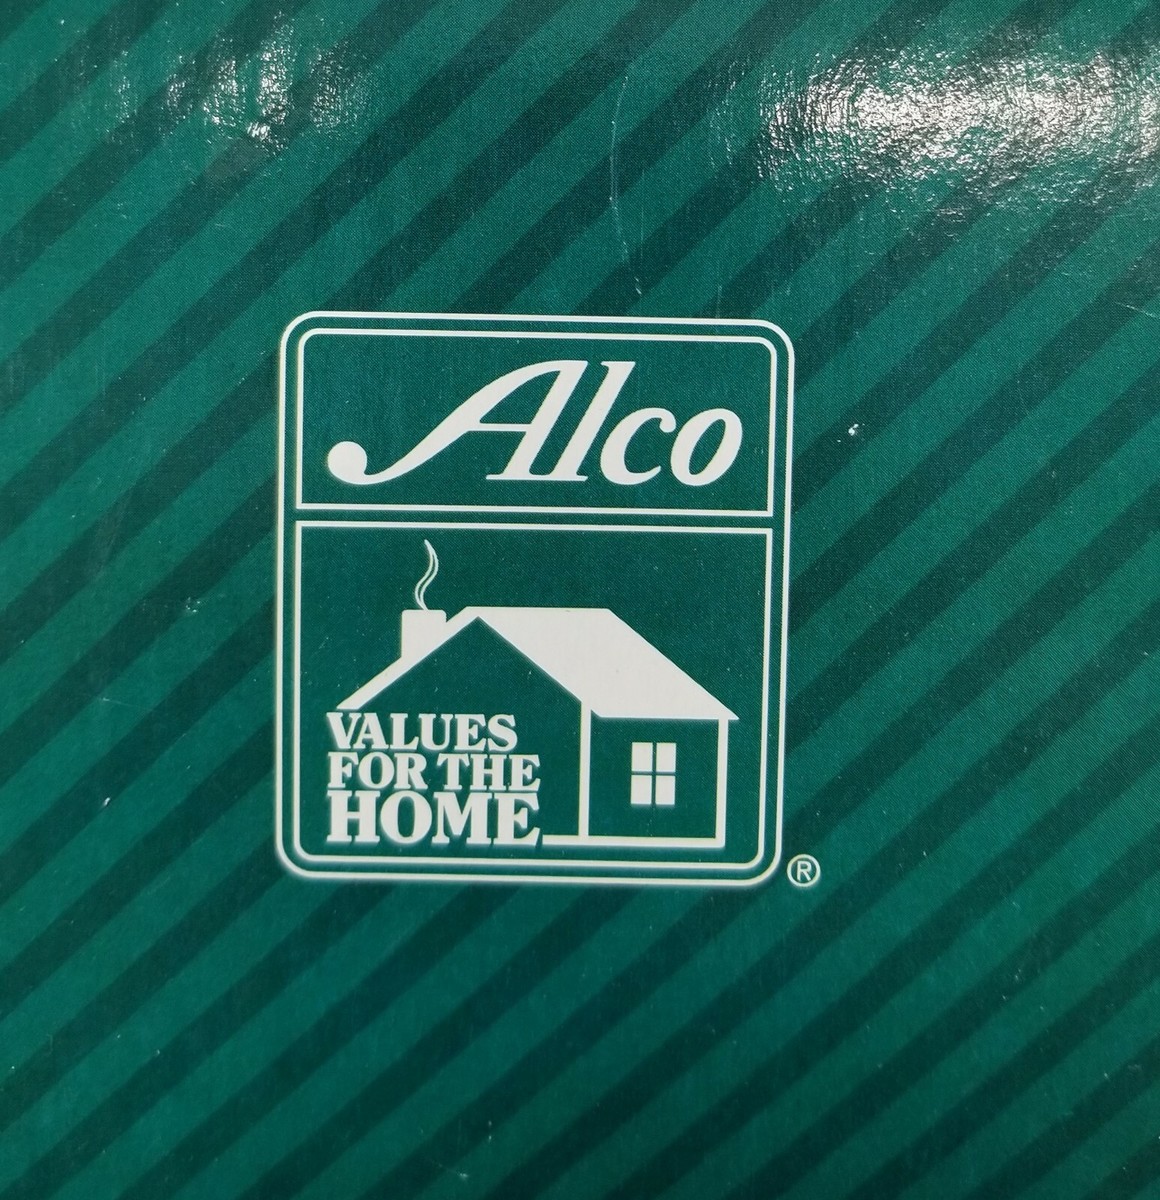 Alco
VALUES
FOR THE
HOME
®